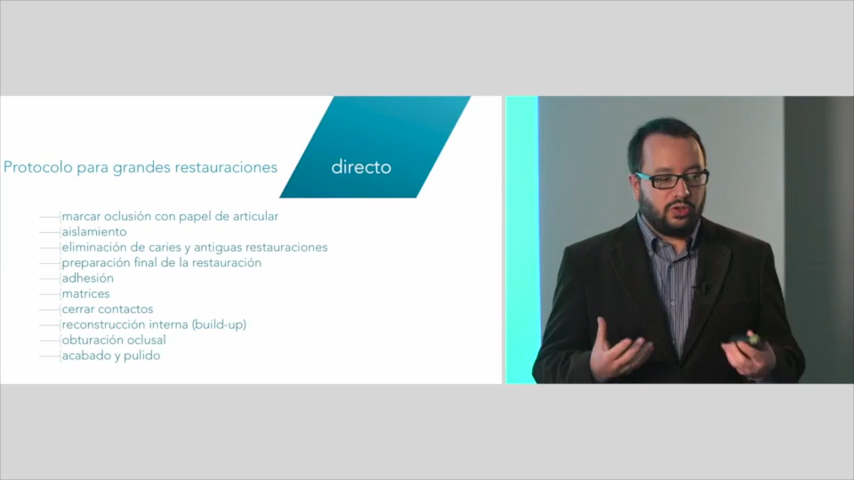 Protocolo para grandes restauraciones
directo
marcar oclusión con papel de articular
aislamiento
eliminación de caries y antiguas restauraciones
preparación final de la restauración
adhesión
matrices
cerrar contactos
reconstrucción interna (build-up)
obturación oclusal
acabado y pulido